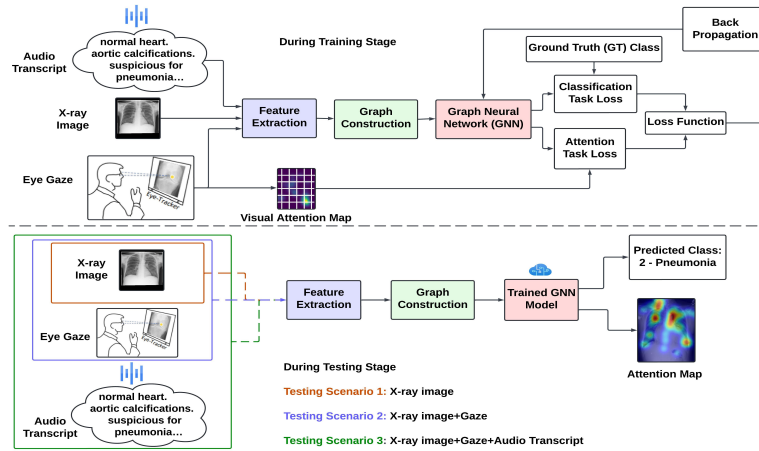 Audio
Transcript
normal heart.
aortic calcifications.
suspicious for
pneumonia...
During Training Stage
Back
Propagation
Ground Truth (GT) Class
X-ray
Image
Feature
Extraction
Graph
Construction
Graph Neural
Network (GNN)
Classification
Task Loss
Loss Function
Attention
Task Loss
Eye Gaze
Eye-Tracker
Visual Attention Map
X-ray
Image
Eye Gaze
Eye-Tracker
Audio
Transcript
normal heart.
aortic calcifications.
suspicious for
pneumonia...
Feature
Extraction
Graph
Construction
Trained GNN
Model
Predicted Class:
2 - Pneumonia
Attention Map
During Testing Stage
Testing Scenario 1: X-ray image
Testing Scenario 2: X-ray image+Gaze
Testing Scenario 3: X-ray image+Gaze+Audio Transcript